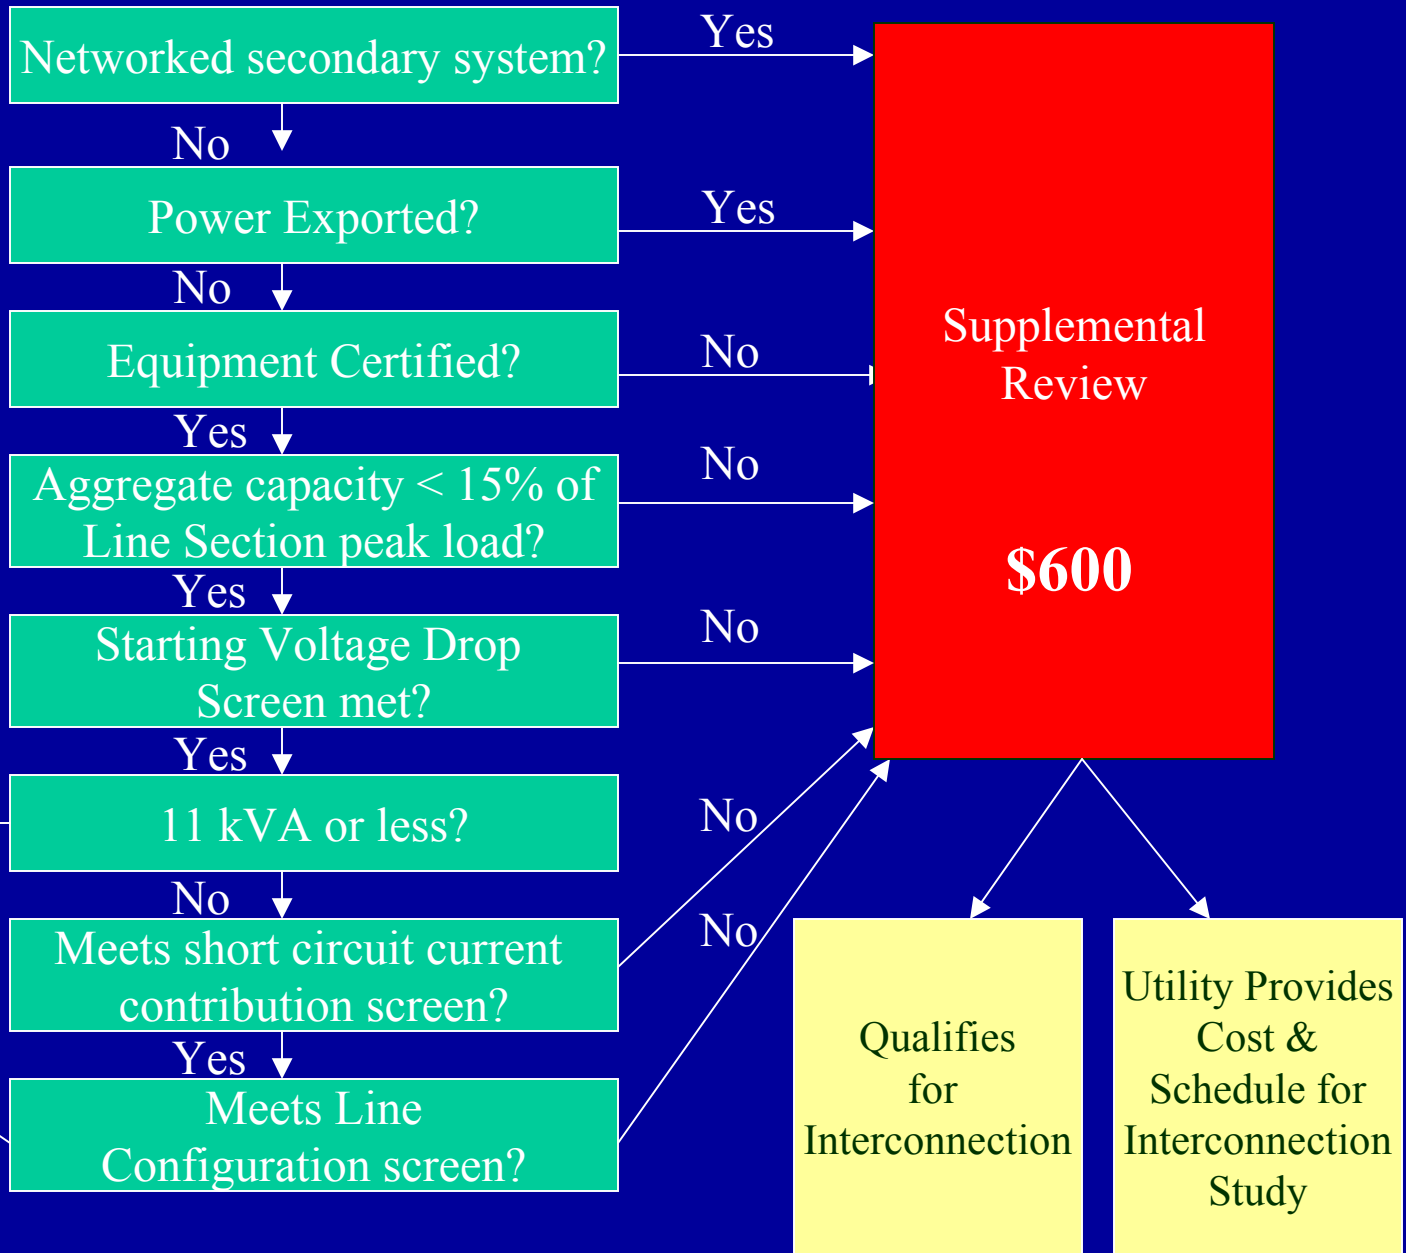 Networked secondary system?
Yes
No
Power Exported?
Yes
No
Equipment Certified?
No
Yes
Aggregate capacity < 15% of
Line Section peak load?
No
Yes
Starting Voltage Drop
Screen met?
No
Yes
11 kVA or less?
No
No
Meets short circuit current
contribution screen?
No
Yes
Meets Line
Configuration screen?
Supplemental
Review
$600
Qualifies
for
Interconnection
Utility Provides
Cost &
Schedule for
Interconnection
Study